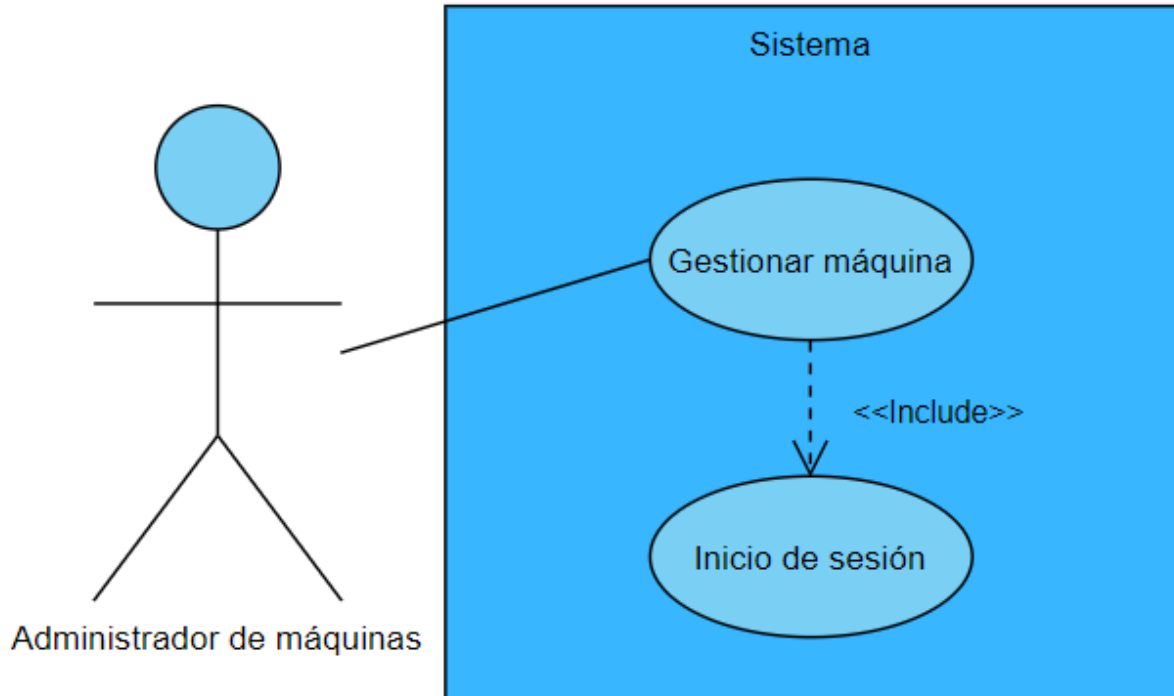 Sistema
Gestionar máquina
<<Include>>
Inicio de sesión
Administrador de máquinas